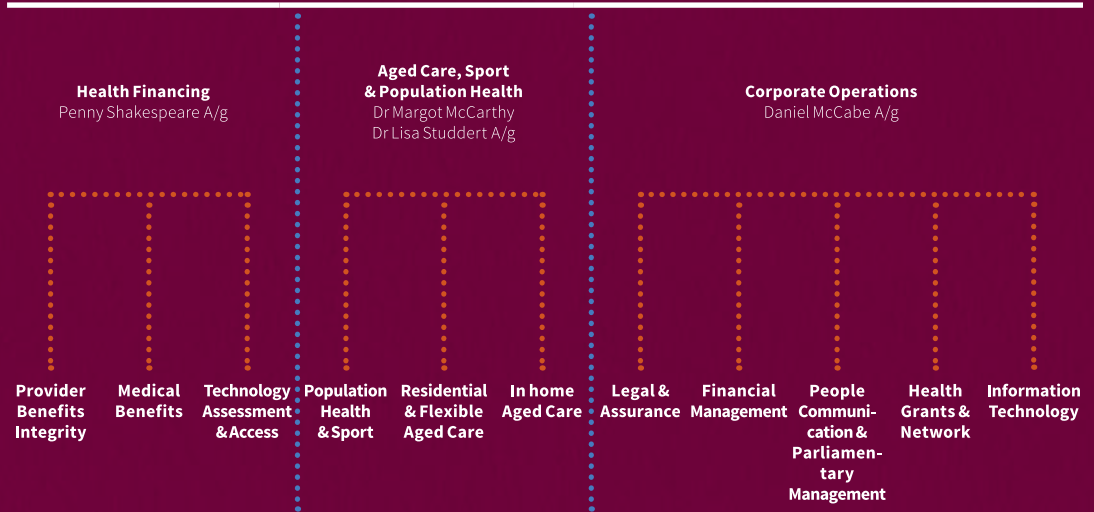 Health Financing
Penny Shakespeare A/g
Aged Care, Sport
& Population Health
Dr Margot McCarthy
Dr Lisa Studdert A/g
Corporate Operations
Daniel McCabe A/g
Provider
Benefits
Integrity
Medical
Benefits
Technology
Assessment
& Access
Population
Health
& Sport
Residential
& Flexible
Aged Care
In home
Aged Care
Legal &
Assurance
Financial
Management
People
Communi-
cation &
Parliamen-
tary
Management
Health
Grants &
Network
Information
Technology